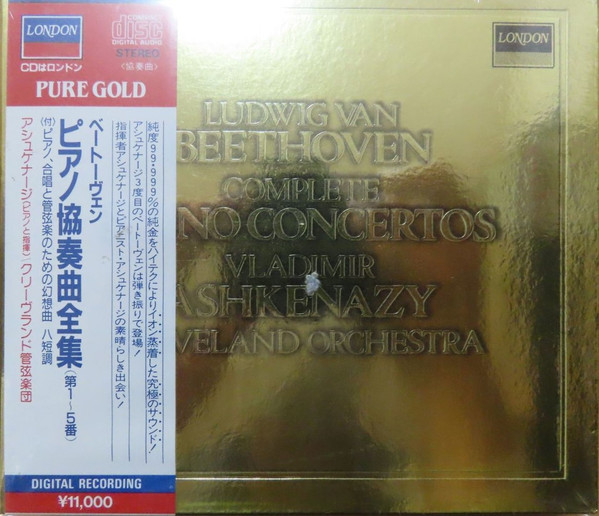 LONDON
COMPACT
disc
DIGITAL AUDIO
STEREO
CDはロンドン
〈協奏曲〉
PURE GOLD
純度99・999%の純金をハイテクによりイオン蒸着した究極のサウンド!
アシュケナージ3度目のベートーヴェンは弾き振りで登場!
指揮者アシュケナージとピアニスト・アシュケナージの素晴らしき出会い!
ベートーヴェン
ピアノ協奏曲全集(第1〜5番)
(付)ピアノ、合唱と管弦楽のための幻想曲 ハ短調
アシュケナージ(ピアノと指揮)/クリーヴランド管弦楽団
DIGITAL RECORDING
¥11,000
LONDON
LUDWIG VAN
BEETHOVEN
COMPLETE
NO CONCERTOS
VLADIMIR
ASHKENAZY
VELAND ORCHESTRA